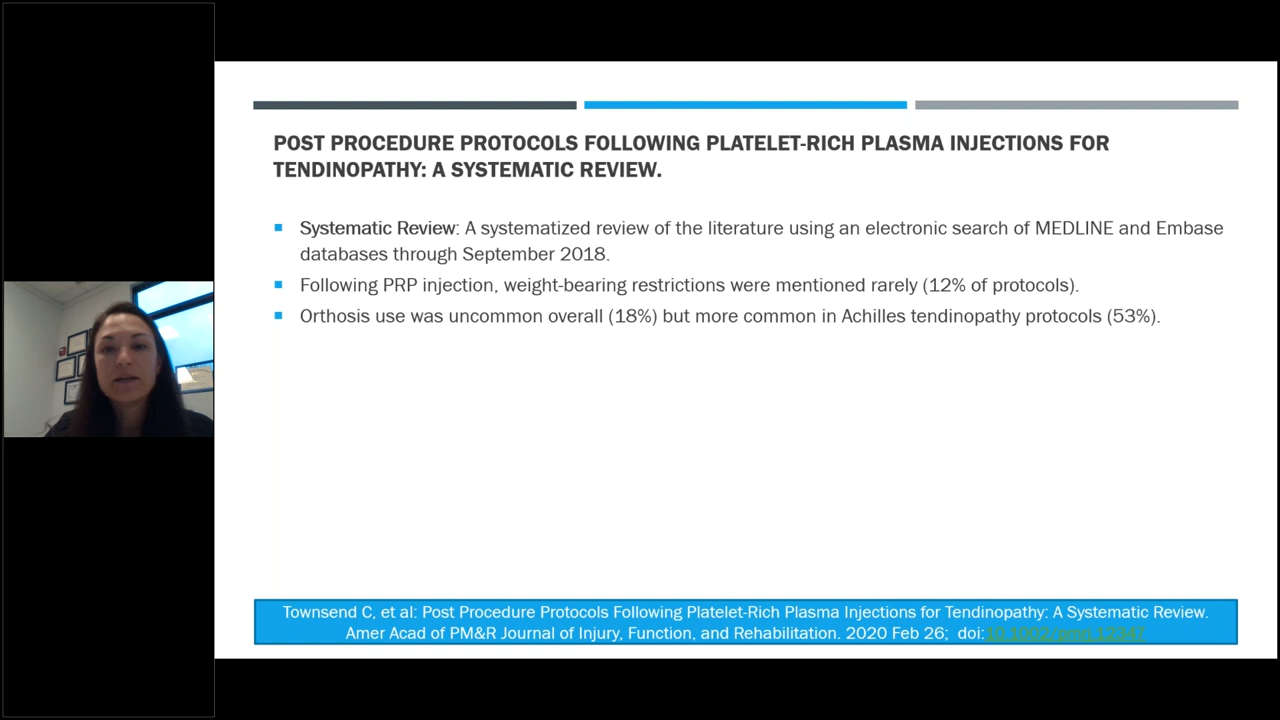 POST PROCEDURE PROTOCOLS FOLLOWING PLATELET-RICH PLASMA INJECTIONS FOR
TENDINOPATHY: A SYSTEMATIC REVIEW.
Systematic Review: A systematized review of the literature using an electronic search of MEDLINE and Embase
databases through September 2018.
Following PRP injection, weight-bearing restrictions were mentioned rarely (12% of protocols).
Orthosis use was uncommon overall (18%) but more common in Achilles tendinopathy protocols (53%).
Townsend C, et al: Post Procedure Protocols Following Platelet-Rich Plasma Injections for Tendinopathy: A Systematic Review.
Amer Acad of PM&R Journal of Injury, Function, and Rehabilitation. 2020 Feb 26; doi:10.1002/pmrj.12347